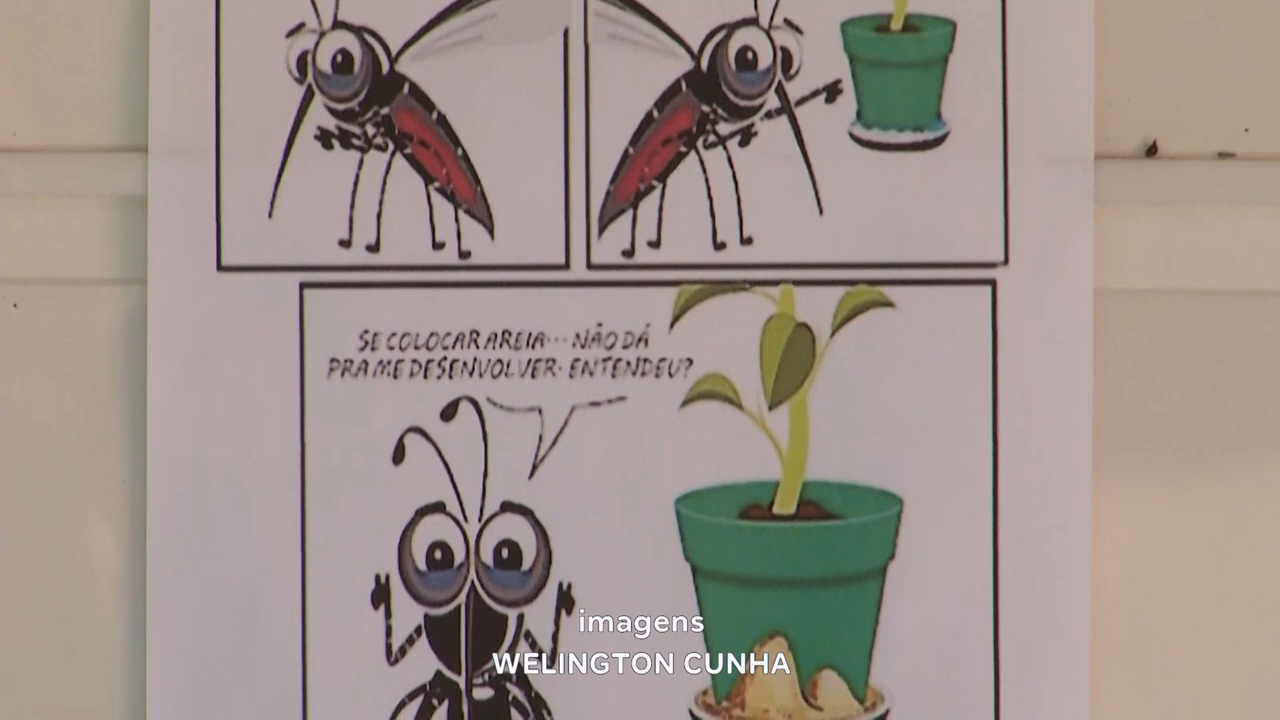 SE COLOCAR AREIA... NÃO DÁ
PRA ME DESENVOLVER. ENTENDEU?
imagens
WELINGTON CUNHA